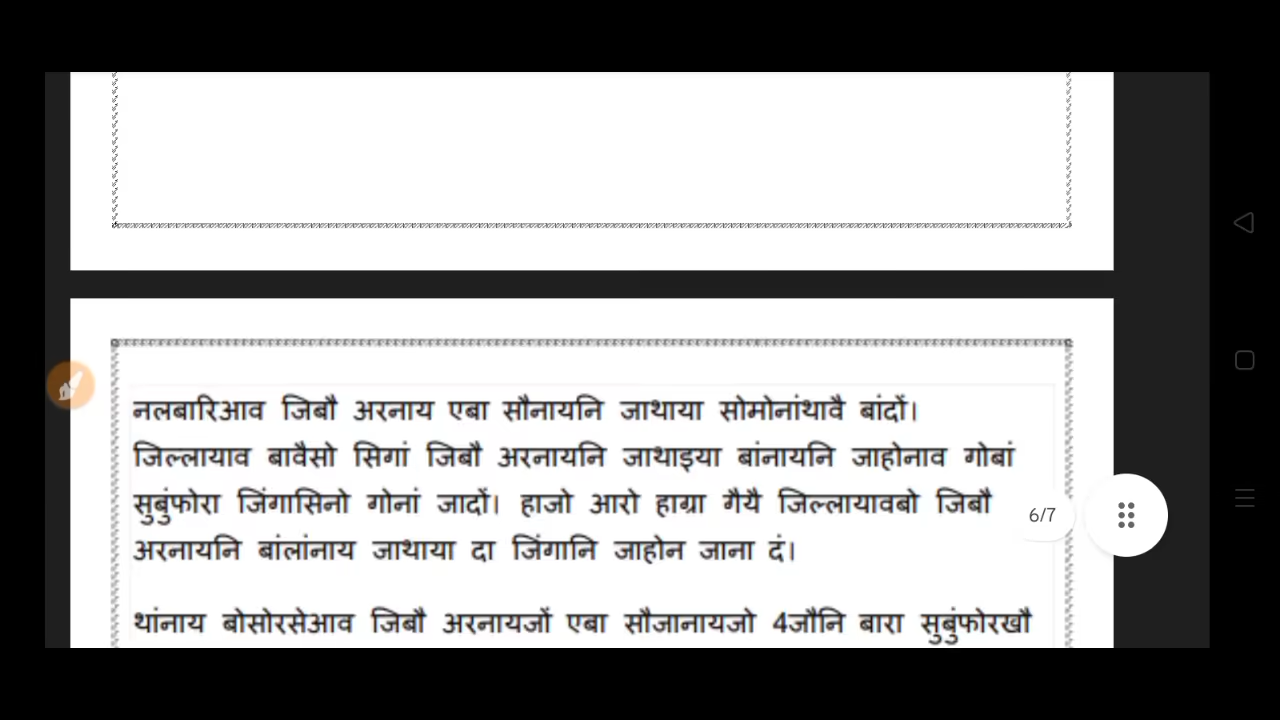 नलबारिआव जिबौ अरनाय एबा सौनायनि जाथाया सोमोनांथावै बांदों।
जिल्लायाव बावैसो सिगां जिबौ अरनायनि जाथाइया बांनायनि जाहोनाव गोबां
सुबुंफोरा जिंगासिनो गोनां जादों। हाजो आरो हाग्रा गैयै जिल्लायावबो जिबौ
6/7
अरनायनि बांलांनाय जाथाया दा जिंगानि जाहोन जाना दं।
थांनाय बोसोरसेआव जिबौ अरनायजों एबा सौजानायजो 4जौनि बारा सुबुंफोरखौ